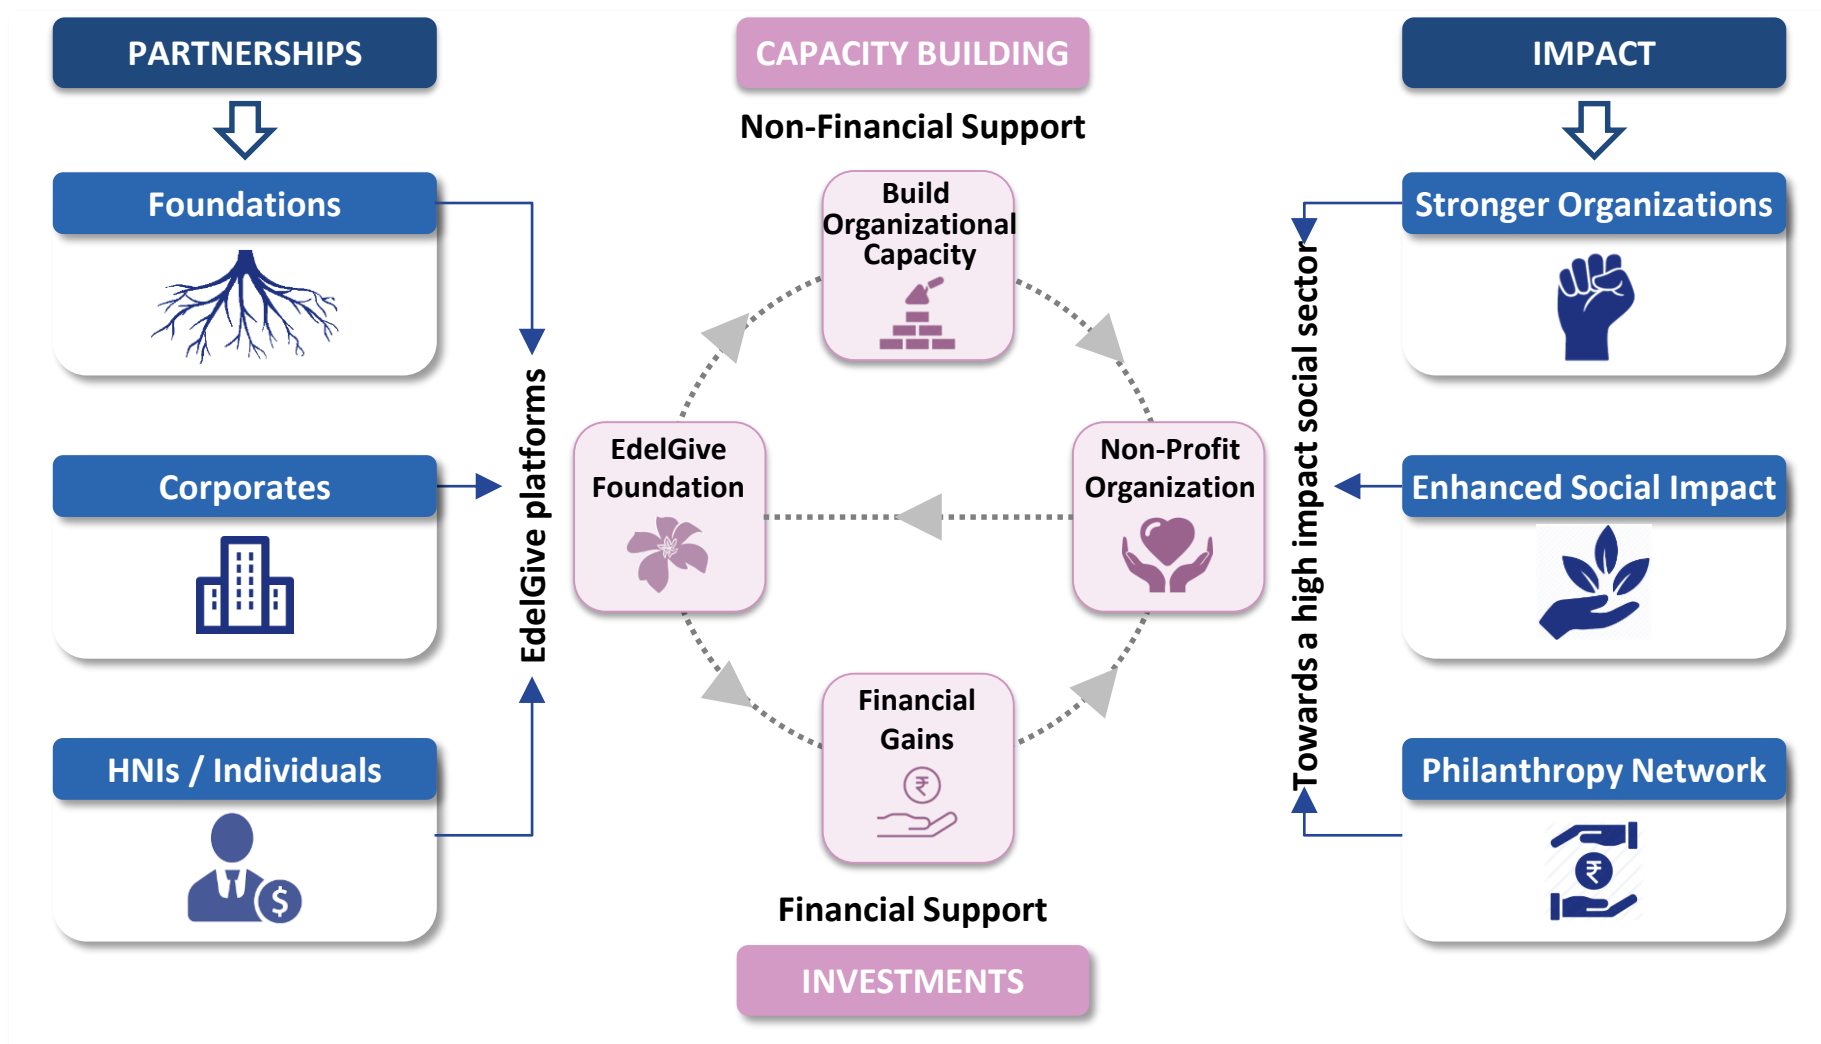 PARTNERSHIPS
Foundations
Corporates
HNIs / Individuals
$
EdelGive platforms
CAPACITY BUILDING
Non-Financial Support
Build
Organizational
Capacity
EdelGive
Foundation
Non-Profit
Organization
Financial
Gains
₹
Financial Support
INVESTMENTS
Towards a high impact social sector
IMPACT
Stronger Organizations
Enhanced Social Impact
Philanthropy Network
₹